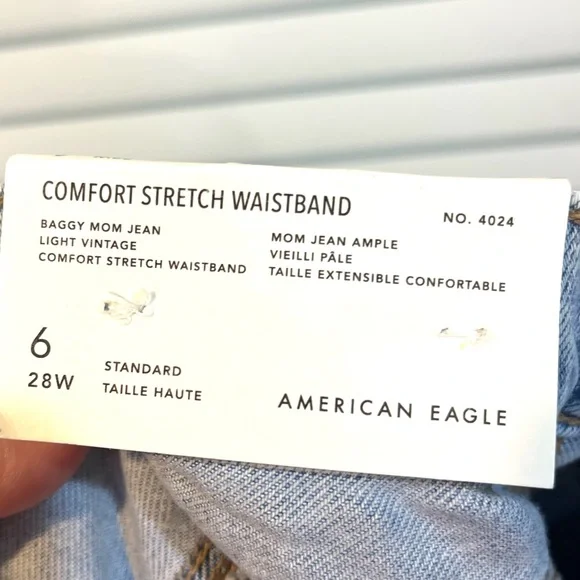 COMFORT STRETCH WAISTBAND
NO. 4024
BAGGY MOM JEAN
LIGHT VINTAGE
COMFORT STRETCH WAISTBAND
MOM JEAN AMPLE
VIEILLI PÂLE
TAILLE EXTENSIBLE CONFORTABLE
6
28W
STANDARD
TAILLE HAUTE
AMERICAN EAGLE